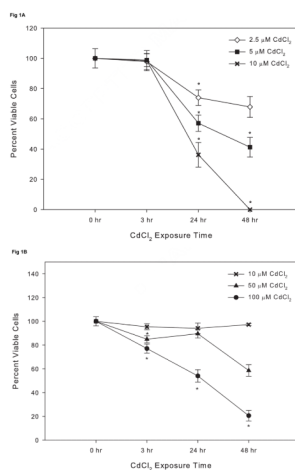 Fig 1A
120
100
80
60
40
20
0
Percent Viable Cells
2.5 μM CdCl₂
5 μM CdCl₂
10 μM CdCl₂
*
*
*
*
*
0 hr 3 hr 24 hr 48 hr
CdCl₂ Exposure Time
Fig 1B
140
120
100
80
60
40
20
0
Percent Viable Cells
10 μM CdCl₂
50 μM CdCl₂
100 μM CdCl₂
*
*
*
*
0 hr 3 hr 24 hr 48 hr
CdCl₂ Exposure Time